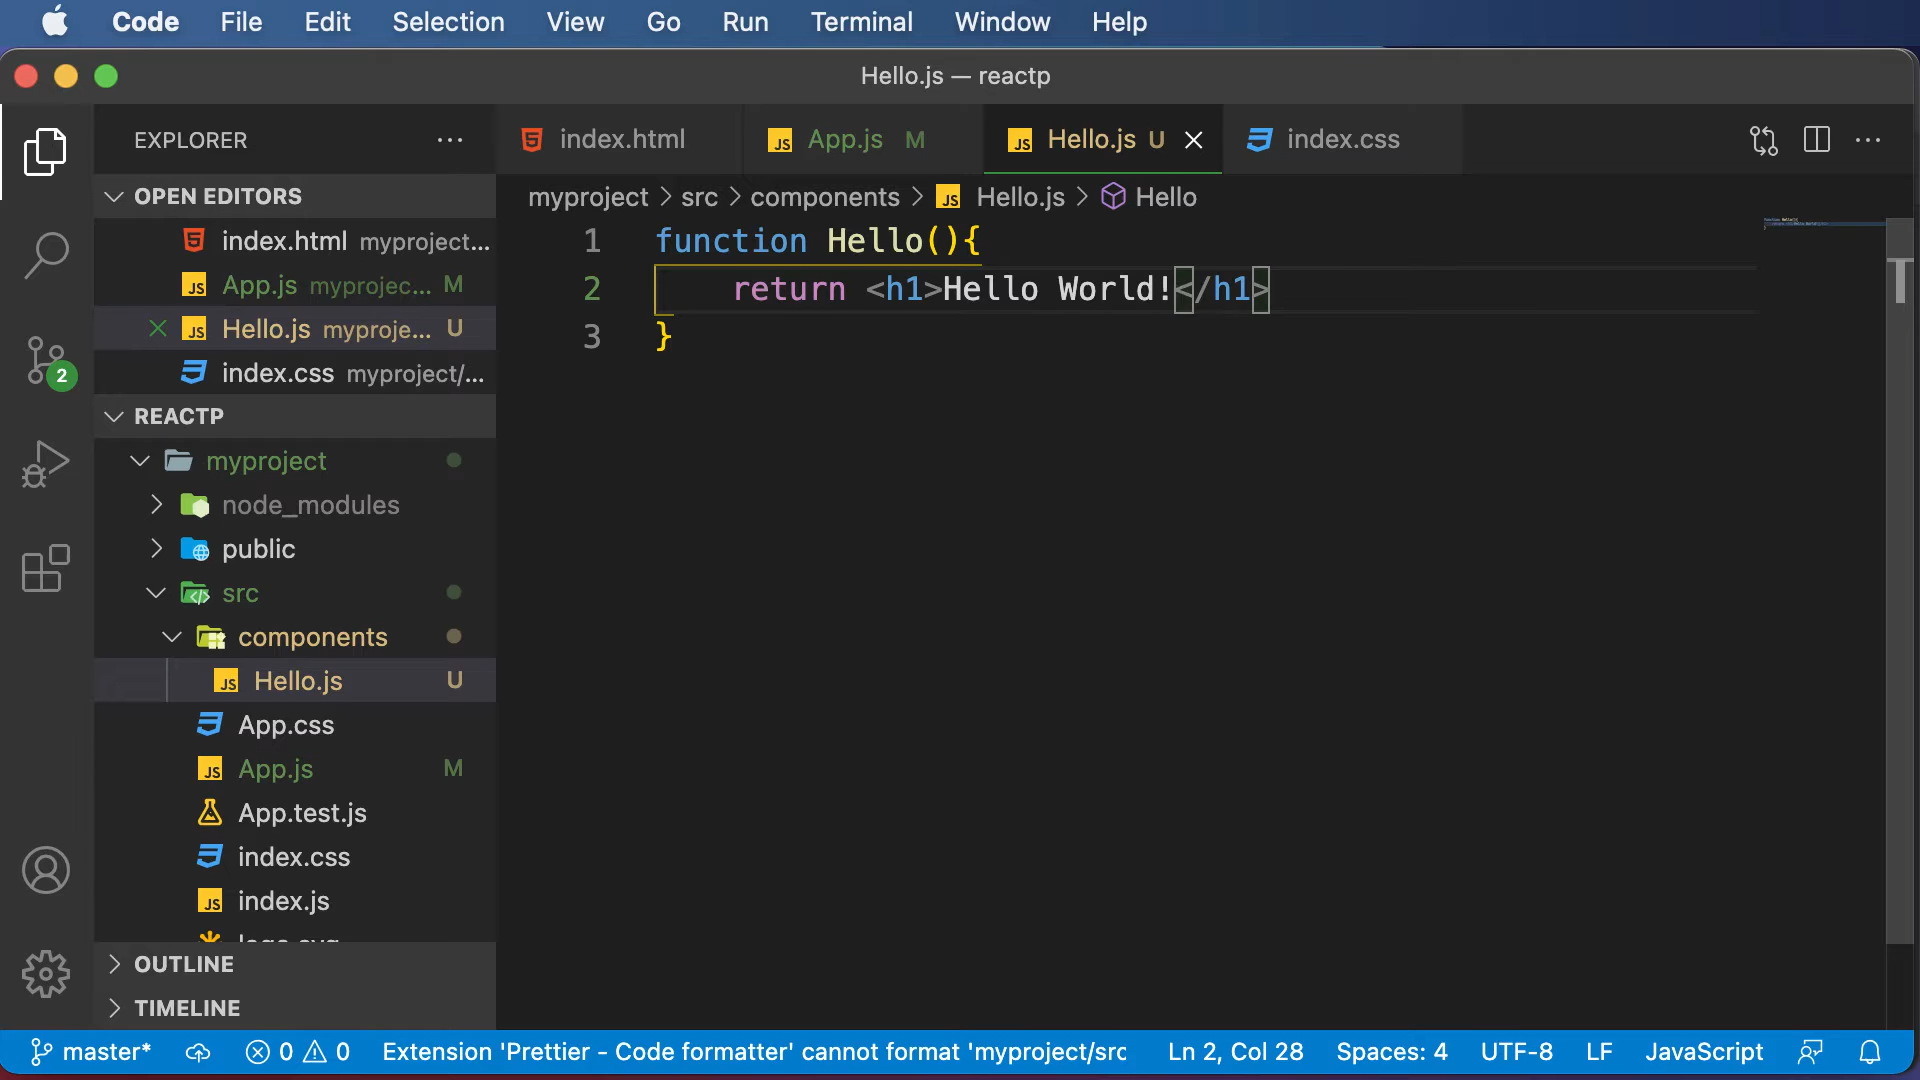 Code File Edit Selection View Go Run Terminal Window Help
Hello.js — reactp
EXPLORER
index.html
App.js M
Hello.js U
index.css
OPEN EDITORS
index.html myproject...
App.js myprojec... M
Hello.js myproje... U
index.css myproject/...
REACTP
myproject
node_modules
public
src
components
Hello.js U
App.css
App.js M
App.test.js
index.css
index.js
OUTLINE
TIMELINE
myproject > src > components > JS Hello.js > Hello
1 function Hello(){
2 return <h1>Hello World!</h1>
3 }
master* 0 0 Extension 'Prettier - Code formatter' cannot format 'myproject/src Ln 2, Col 28 Spaces: 4 UTF-8 LF JavaScript
2